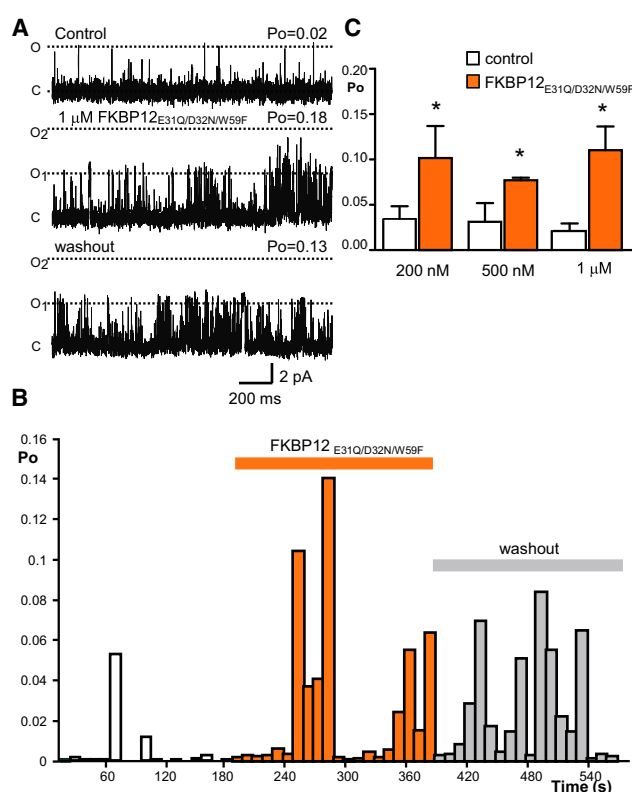 A
Control Po=0.02
O
C
1 μM FKBP12E31Q/D32N/W59F Po=0.18
O2
O1
C
washout Po=0.13
O2
O1
C
2 pA
200 ms
C
control
FKBP12E31Q/D32N/W59F
0.20
Po
0.15
0.10
0.05
0.00
* * *
200 nM 500 nM 1 μM
B
0.16
Po
0.14
0.12
0.1
0.08
0.06
0.04
0.02
0
FKBP12 E31Q/D32N/W59F
washout
60 120 180 240 300 360 420 480 540
Time (s)